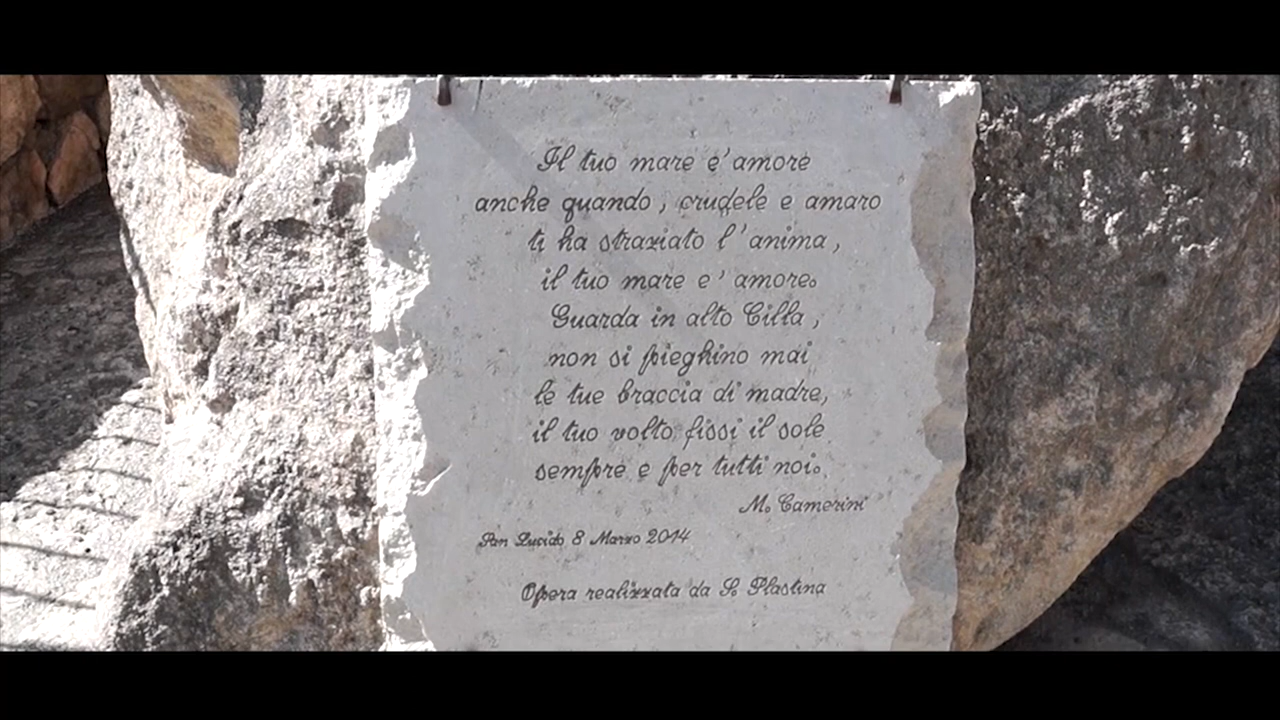 Il tuo mare e' amore
anche quando, crudele e amaro
ti ha straziato l'anima,
il tuo mare e' amore.
Guarda in alto Cilla,
non si pieghino mai
le tue braccia di madre,
il tuo volto fissi il sole
sempre e per tutti noi.
M. Camerini
San Lucido 8 Marzo 2014
Opera realizzata da S. Plastina